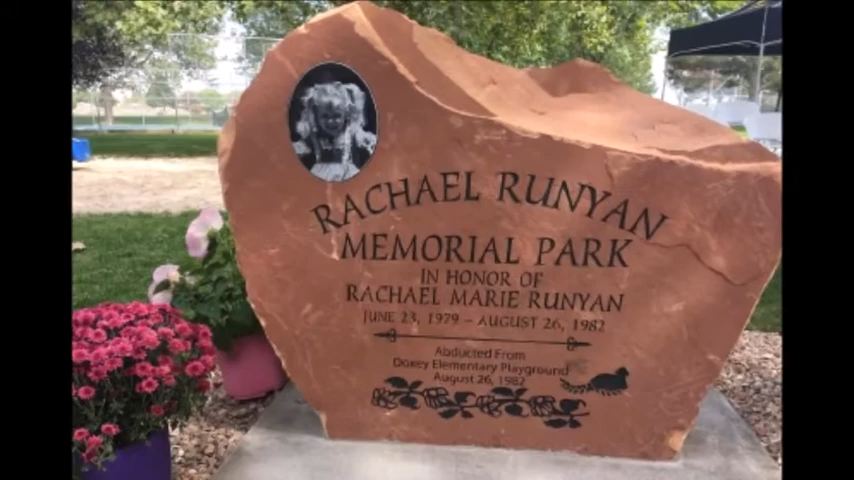 RACHAEL RUNYAN
MEMORIAL PARK
IN HONOR OF
RACHAEL MARIE RUNYAN
JUNE 23, 1979 – AUGUST 26, 1982
Abducted From
Doxey Elementary Playground
August 26, 1982